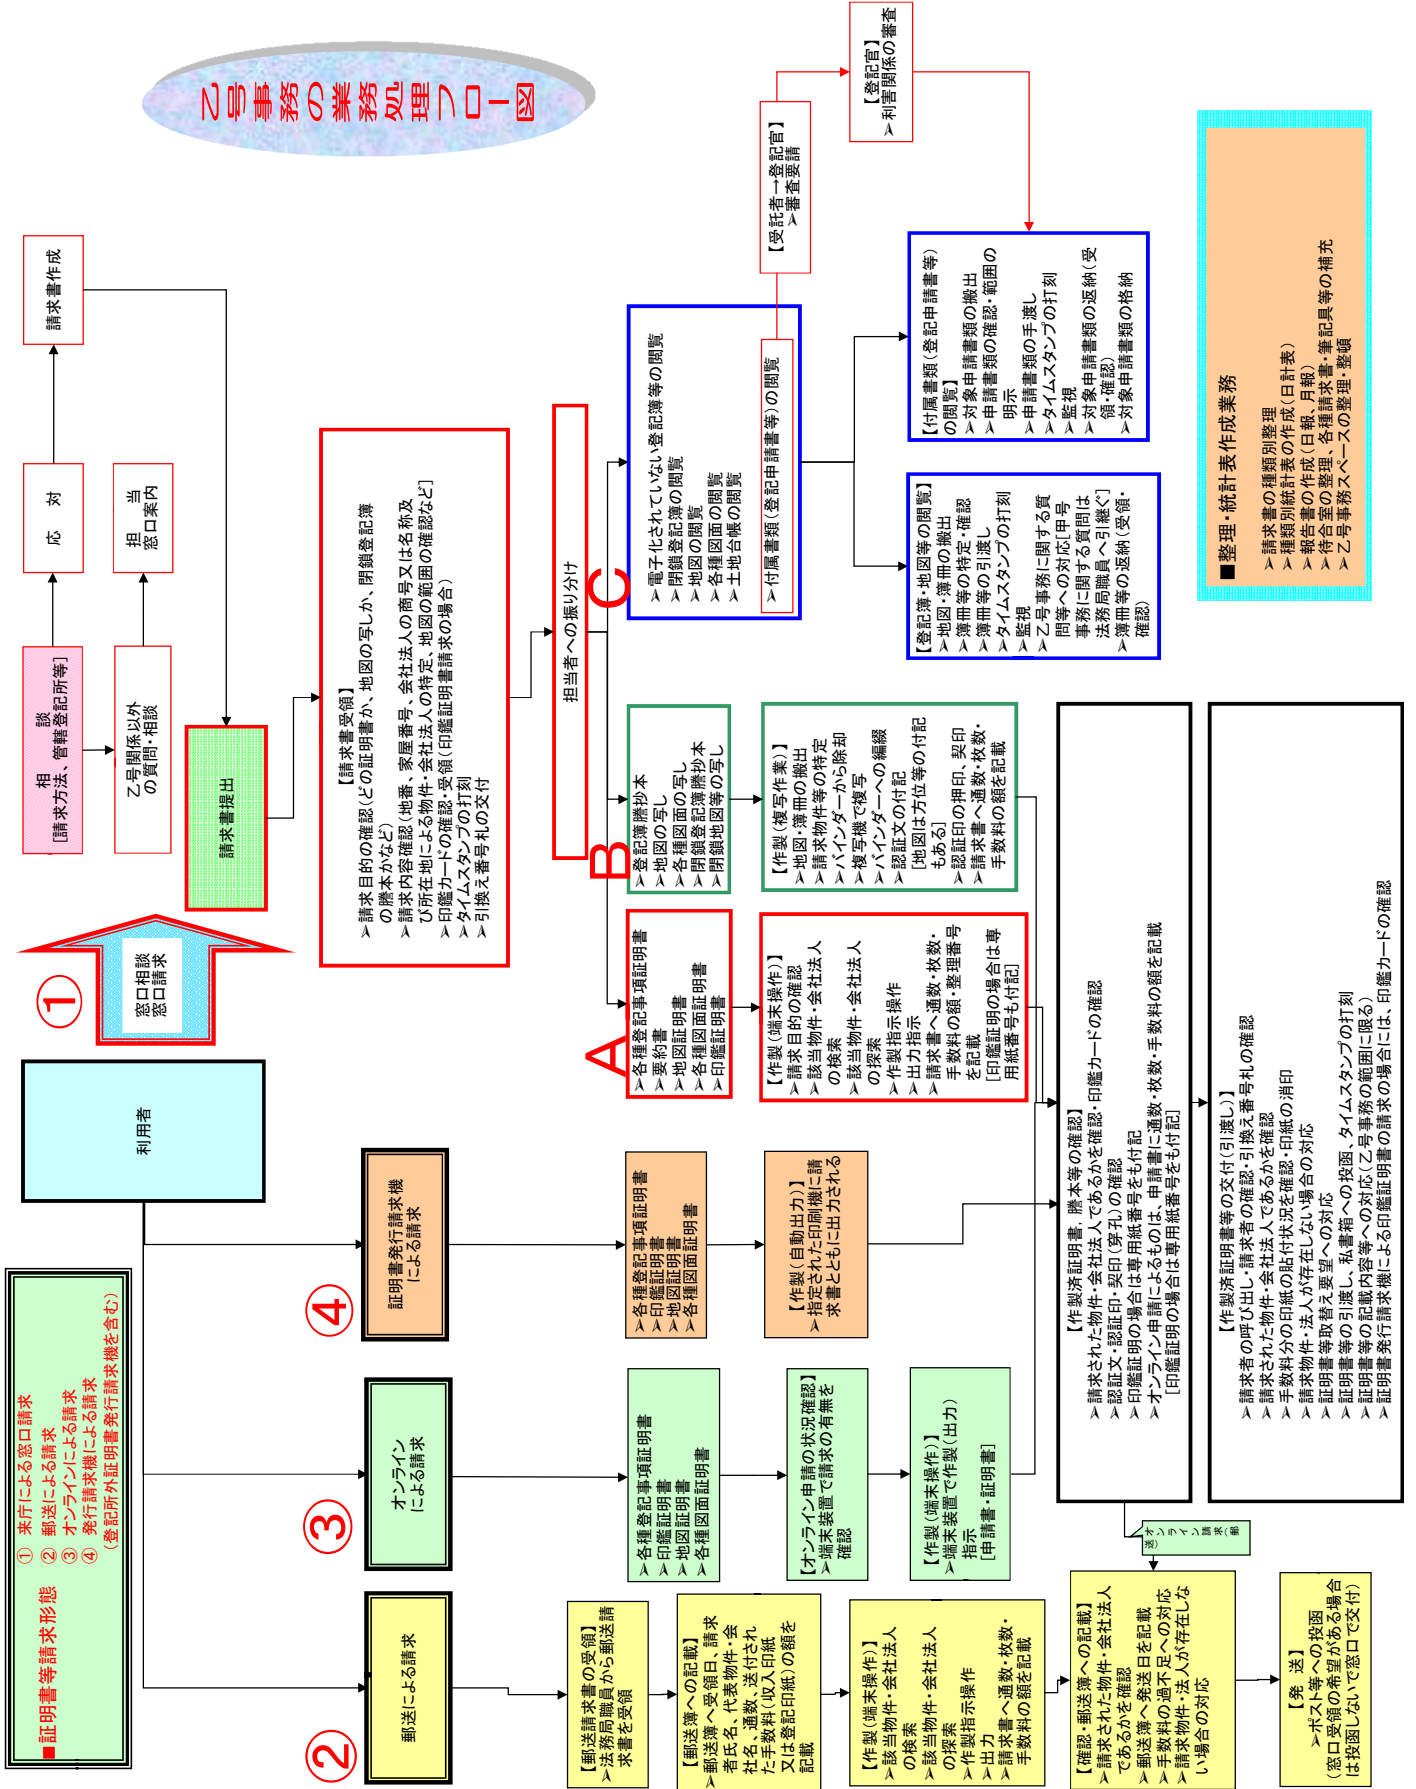 乙号事務の業務処理フロー図
■証明書等請求形態
① 来庁による窓口請求
② 郵送による請求
③ オンラインによる請求
④ 発行請求機による請求
(登記所外証明書発行請求機を含む)
利用者
①
窓口相談
窓口請求
相　談
[請求方法、管轄登記所等]
応　対
請求書作成
乙号関係以外
の質問・相談
担　当
窓口案内
請求書提出
【請求書受領】
➢請求目的の確認(どの証明書か、地図の写しか、閉鎖登記簿
の謄本かなど)
➢請求内容確認(地番、家屋番号、会社法人の商号又は名称及
び所在地による物件・会社法人の特定、地図の範囲の確認など]
➢印鑑カードの確認・受領(印鑑証明書請求の場合)
➢タイムスタンプの打刻
➢引換え番号札の交付
担当者への振り分け
A
➢各種登記事項証明書
➢要約書
➢地図証明書
➢各種図面証明書
➢印鑑証明書
【作製(端末操作)】
➢請求目的の確認
➢該当物件・会社法人
の検索
➢該当物件・会社法人
の探索
➢作製指示操作
➢出力指示
➢請求書へ通数・枚数・
手数料の額・整理番号
を記載
[印鑑証明の場合は専
用紙番号も付記]
B
➢登記簿謄抄本
➢地図の写し
➢各種図面の写し
➢閉鎖登記簿謄抄本
➢閉鎖地図等の写し
【作製(複写作業)】
➢地図・簿冊の搬出
➢請求物件等の特定
➢バインダーから除却
➢複写機で複写
➢バインダーへの編綴
➢認証文の付記
[地図は方位等の付記
もある]
➢認証印の押印、契印
➢請求書へ通数・枚数・
手数料の額を記載
C
➢電子化されていない登記簿等の閲覧
➢閉鎖登記簿の閲覧
➢地図の閲覧
➢各種図面の閲覧
➢土地台帳の閲覧
➢付属書類(登記申請書等)の閲覧
【受託者→登記官】
➢審査要請
【登記官】
➢利害関係の審査
【登記簿・地図等の閲覧】
➢地図・簿冊の搬出
➢簿冊等の特定・確認
➢簿冊等の引渡し
➢タイムスタンプの打刻
➢監視
➢乙号事務に関する質
問等への対応[甲号
事務に関する質問は
法務局職員へ引継ぐ]
➢簿冊等の返納(受領・
確認)
【付属書類(登記申請書等)
の閲覧】
➢対象申請書類の搬出
➢申請書類の確認・範囲の
明示
➢申請書類の手渡し
➢タイムスタンプの打刻
➢監視
➢対象申請書類の返納(受
領・確認)
➢対象申請書類の格納
■整理・統計表作成業務
➢請求書の種類別整理
➢種類別統計表の作成(日計表)
➢報告書の作成(日報、月報)
➢待合室の整理、各種請求書・筆記具等の補充
➢乙号事務スペースの整理・整頓
④
証明書発行請求機
による請求
➢各種登記事項証明書
➢印鑑証明書
➢地図証明書
➢各種図面証明書
【作製(自動出力)】
➢指定された印刷機に請
求書とともに出力される
③
オンライン
による請求
➢各種登記事項証明書
➢印鑑証明書
➢地図証明書
➢各種図面証明書
【オンライン申請の状況確認】
➢端末装置で請求の有無を
確認
【作製(端末操作)】
➢端末装置で作製(出力)
指示
[申請書・証明書]
②
郵送による請求
【郵送請求書の受領】
➢法務局職員から郵送請
求書を受領
【郵送簿への記載】
➢郵送簿へ受領日、請求
者氏名、代表物件・会
社名、通数、送付され
た手数料(収入印紙
又は登記印紙)の額を
記載
【作製(端末操作)】
➢該当物件・会社法人
の検索
➢該当物件・会社法人
の探索
➢作製指示操作
➢出力
➢請求書へ通数・枚数・
手数料の額を記載
【確認・郵送簿への記載】
➢請求された物件・会社法人
であるかを確認
➢郵送簿へ発送日を記載
➢手数料の過不足への対応
➢請求物件・法人が存在しな
い場合の対応
【発　送】
➢ポスト等への投函
(窓口受領の希望がある場合
は投函しないで窓口で交付)
オンライン請求(郵
送)
【作製済証明書、謄本等の確認】
➢請求された物件・会社法人であるかを確認・印鑑カードの確認
➢認証文・認証印・契印(穿孔)の確認
➢印鑑証明の場合は専用紙番号をも付記
➢オンライン申請によるものは、申請書に通数・枚数・手数料の額を記載
[印鑑証明の場合は専用紙番号をも付記]
【作製済証明書等の交付(引渡し)】
➢請求者の呼び出し・請求者の確認・引換え番号札の確認
➢請求された物件・会社法人であるかを確認
➢手数料分の印紙の貼付状況を確認・印紙の消印
➢請求物件・法人が存在しない場合の対応
➢証明書等取替え要望への対応
➢証明書等の引渡し、私書箱への投函、タイムスタンプの打刻
➢証明書等の記載内容等への対応(乙号事務の範囲に限る)
➢証明書発行請求機による印鑑証明書の請求の場合には、印鑑カードの確認